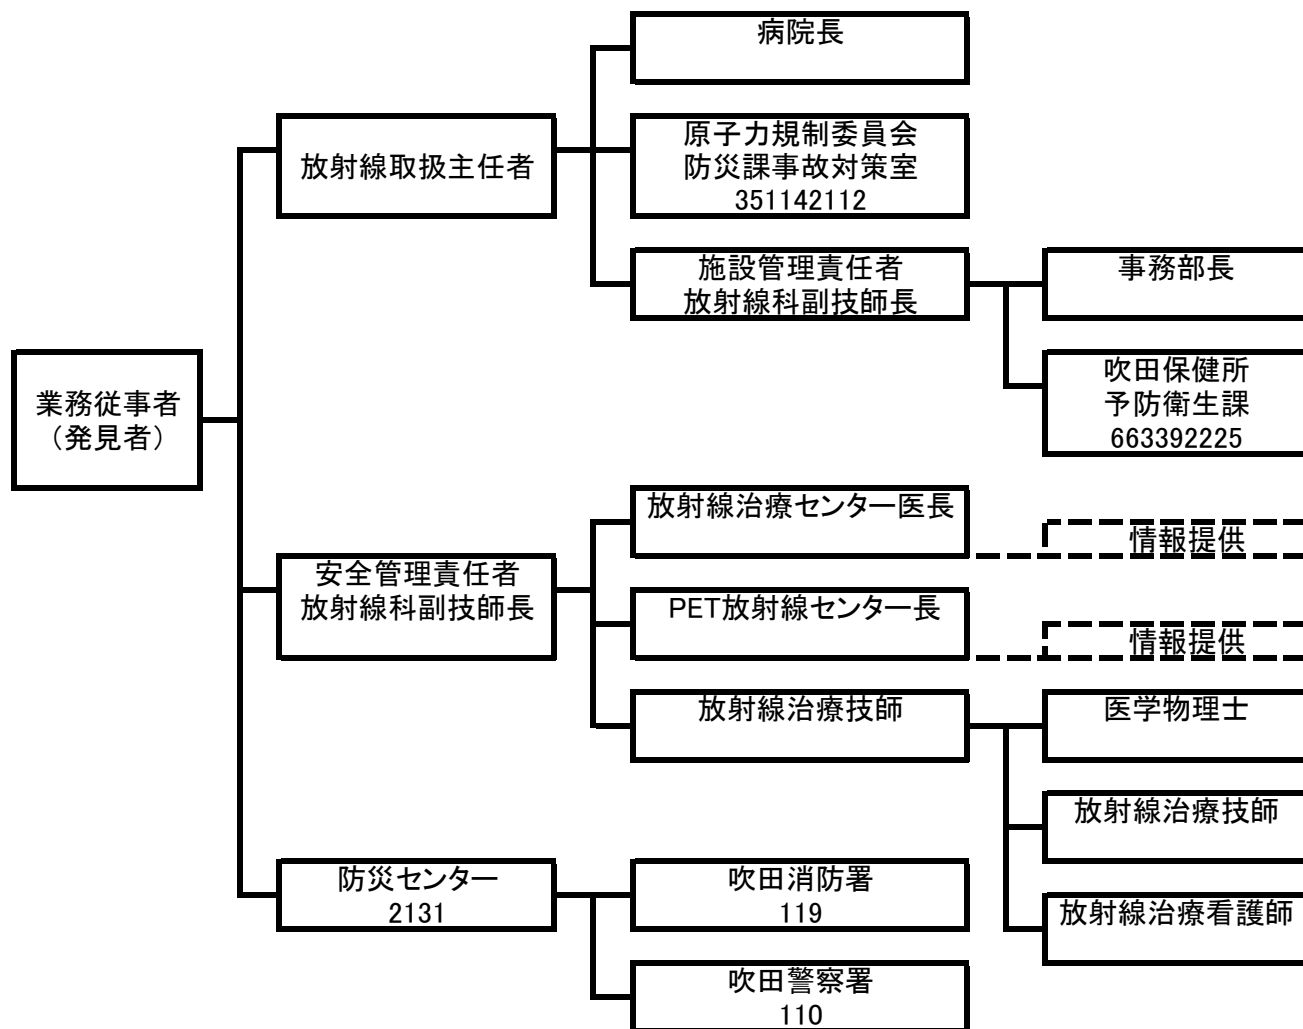 病院長
放射線取扱主任者
原子力規制委員会
防災課事故対策室
351142112
施設管理責任者
放射線科副技師長
事務部長
吹田保健所
予防衛生課
663392225
業務従事者
（発見者）
放射線治療センター医長
情報提供
安全管理責任者
放射線科副技師長
PET放射線センター長
情報提供
放射線治療技師
医学物理士
放射線治療技師
放射線治療看護師
防災センター
2131
吹田消防署
119
吹田警察署
110